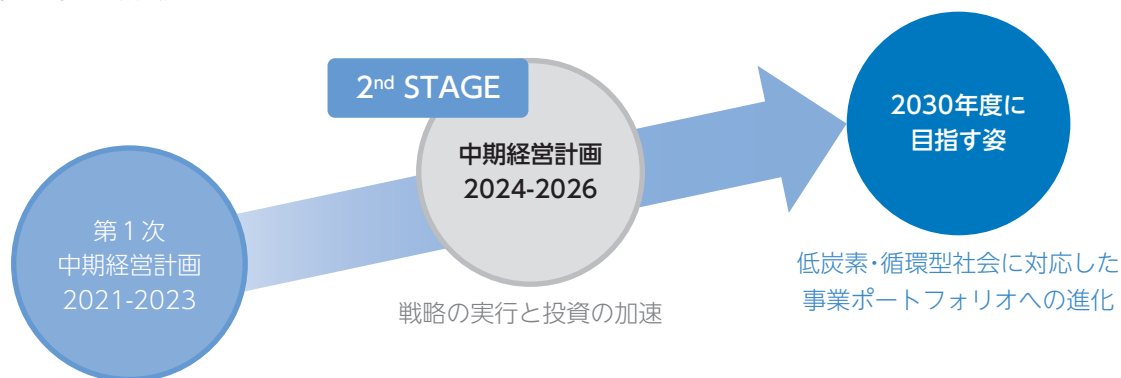 2nd STAGE
第1次
中期経営計画
2021-2023
中期経営計画
2024-2026
戦略の実行と投資の加速
2030年度に
目指す姿
低炭素・循環型社会に対応した
事業ポートフォリオへの進化